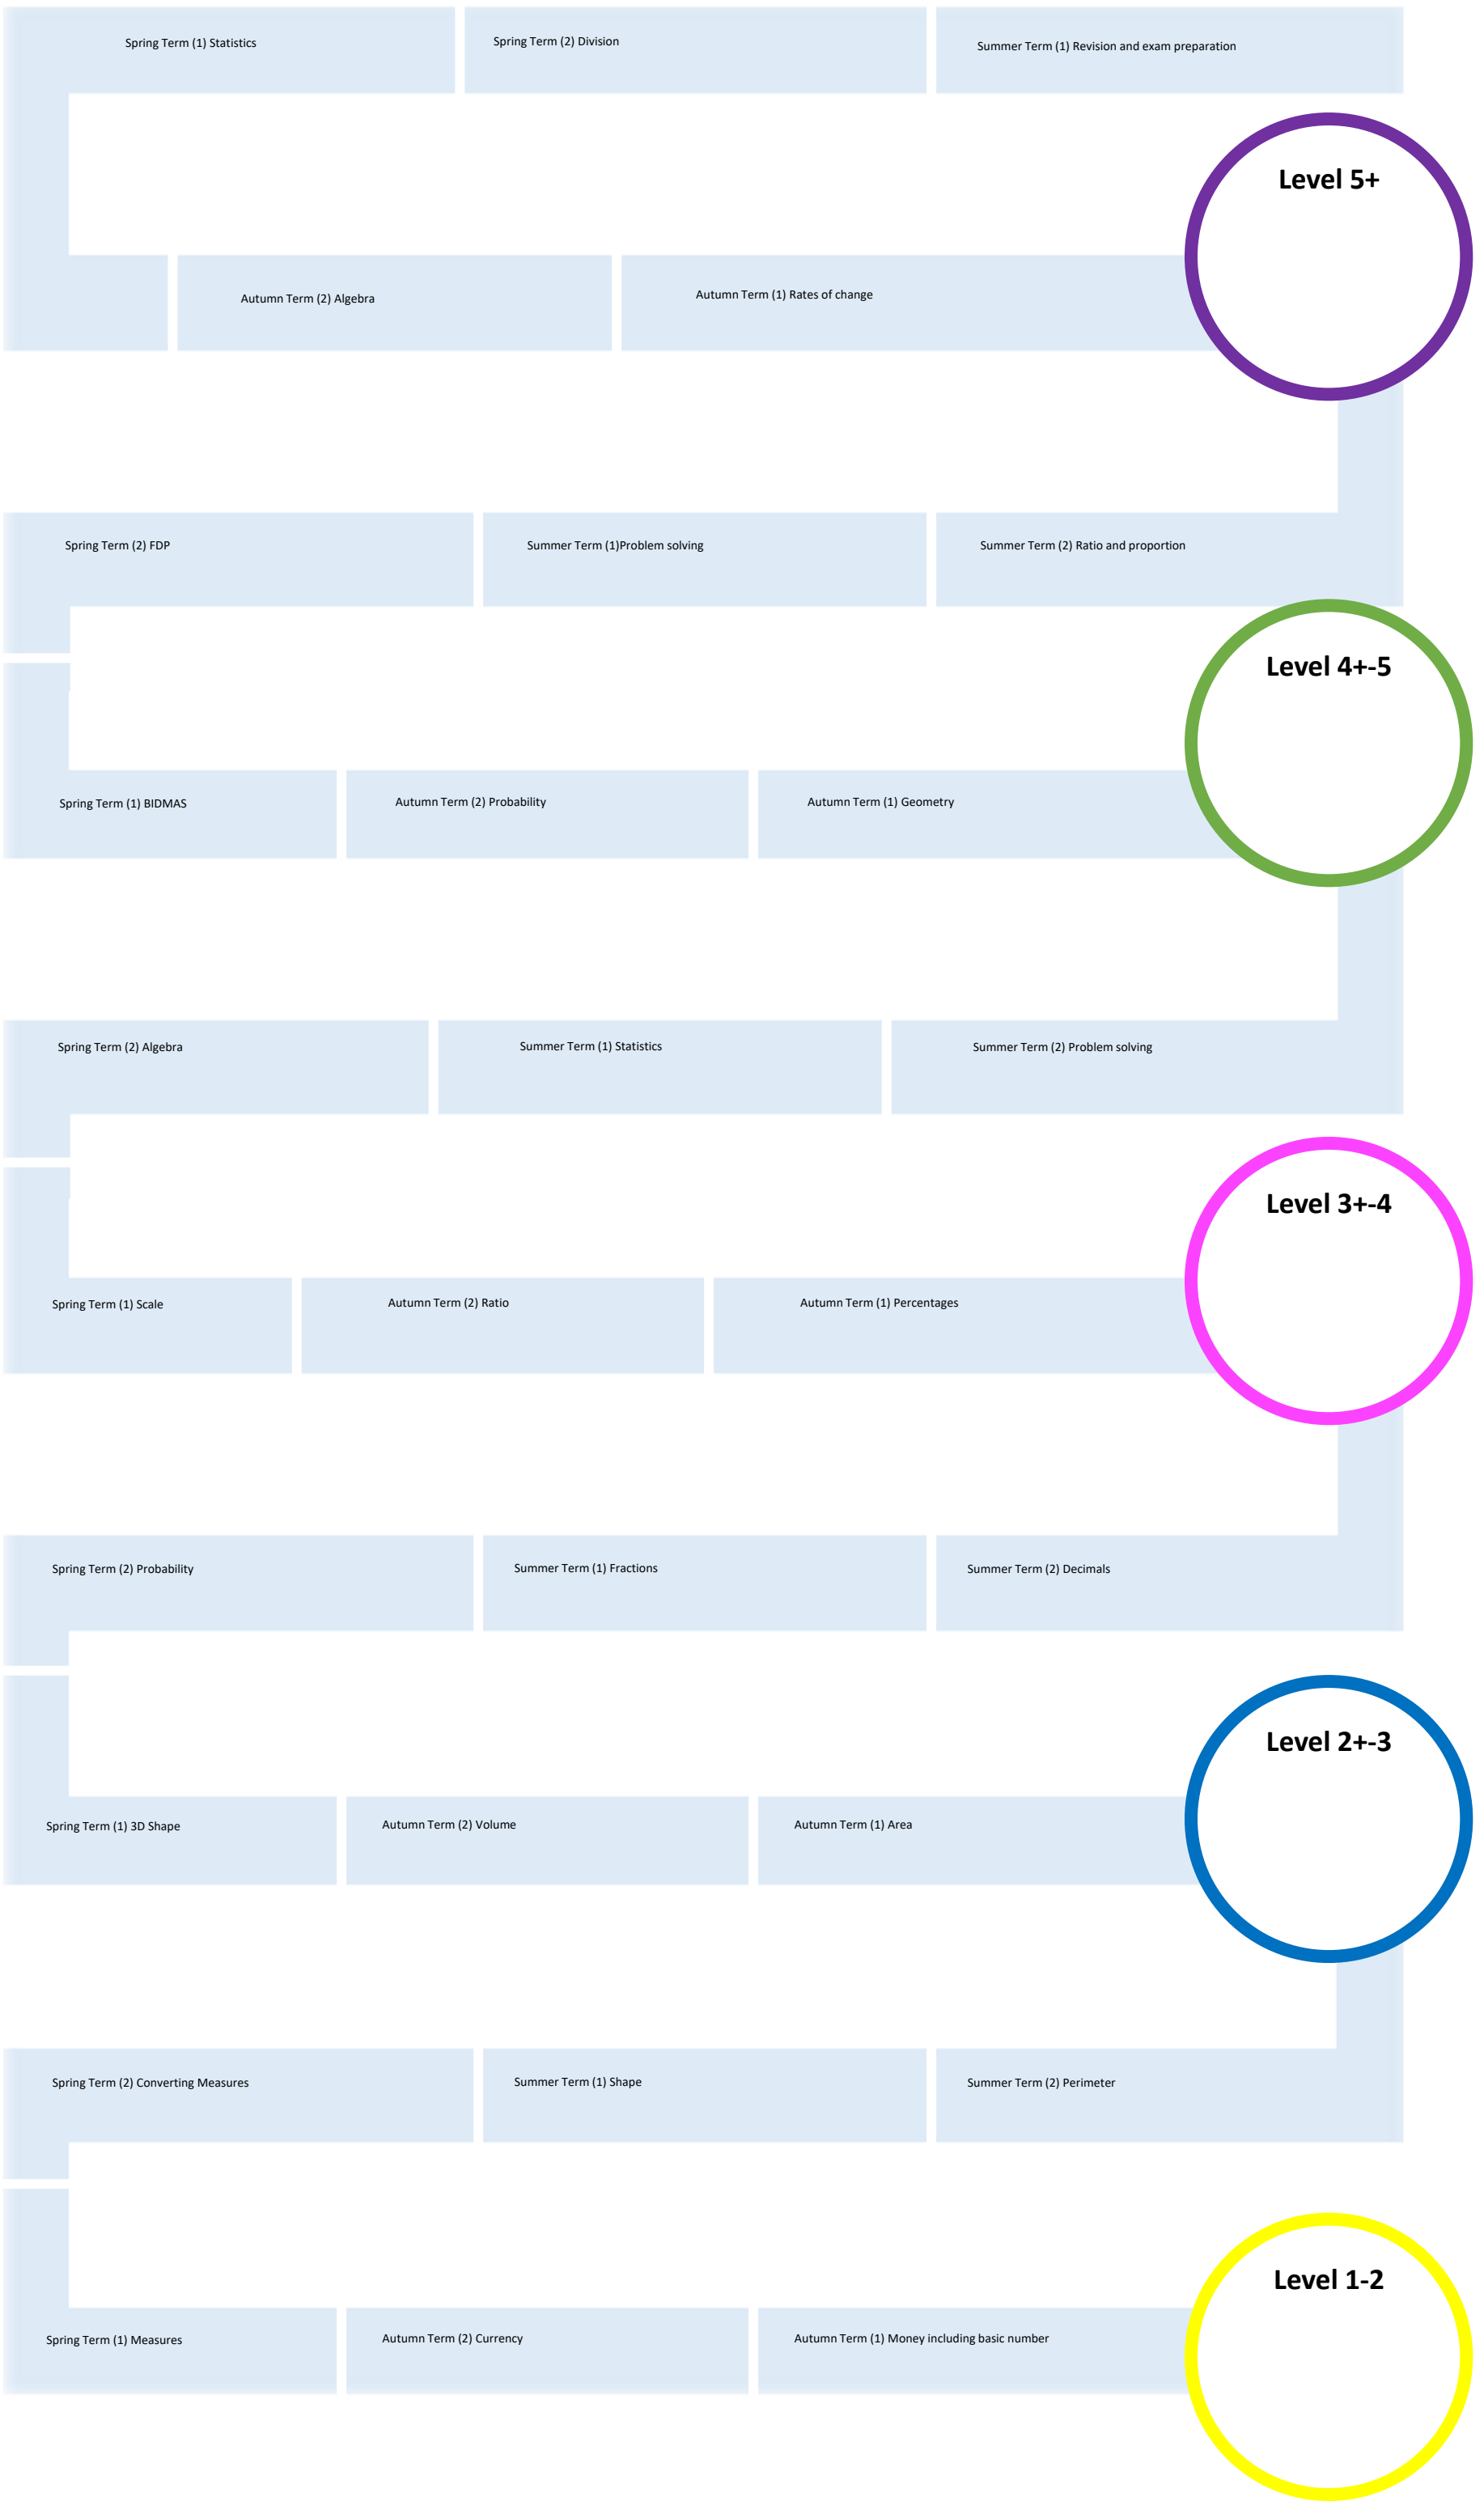 Spring Term (1) Statistics
Spring Term (2) Division
Summer Term (1) Revision and exam preparation
Level 5+
Autumn Term (2) Algebra
Autumn Term (1) Rates of change
Spring Term (2) FDP
Summer Term (1)Problem solving
Summer Term (2) Ratio and proportion
Level 4+-5
Spring Term (1) BIDMAS
Autumn Term (2) Probability
Autumn Term (1) Geometry
Spring Term (2) Algebra
Summer Term (1) Statistics
Summer Term (2) Problem solving
Level 3+-4
Spring Term (1) Scale
Autumn Term (2) Ratio
Autumn Term (1) Percentages
Spring Term (2) Probability
Summer Term (1) Fractions
Summer Term (2) Decimals
Level 2+-3
Spring Term (1) 3D Shape
Autumn Term (2) Volume
Autumn Term (1) Area
Spring Term (2) Converting Measures
Summer Term (1) Shape
Summer Term (2) Perimeter
Level 1-2
Spring Term (1) Measures
Autumn Term (2) Currency
Autumn Term (1) Money including basic number